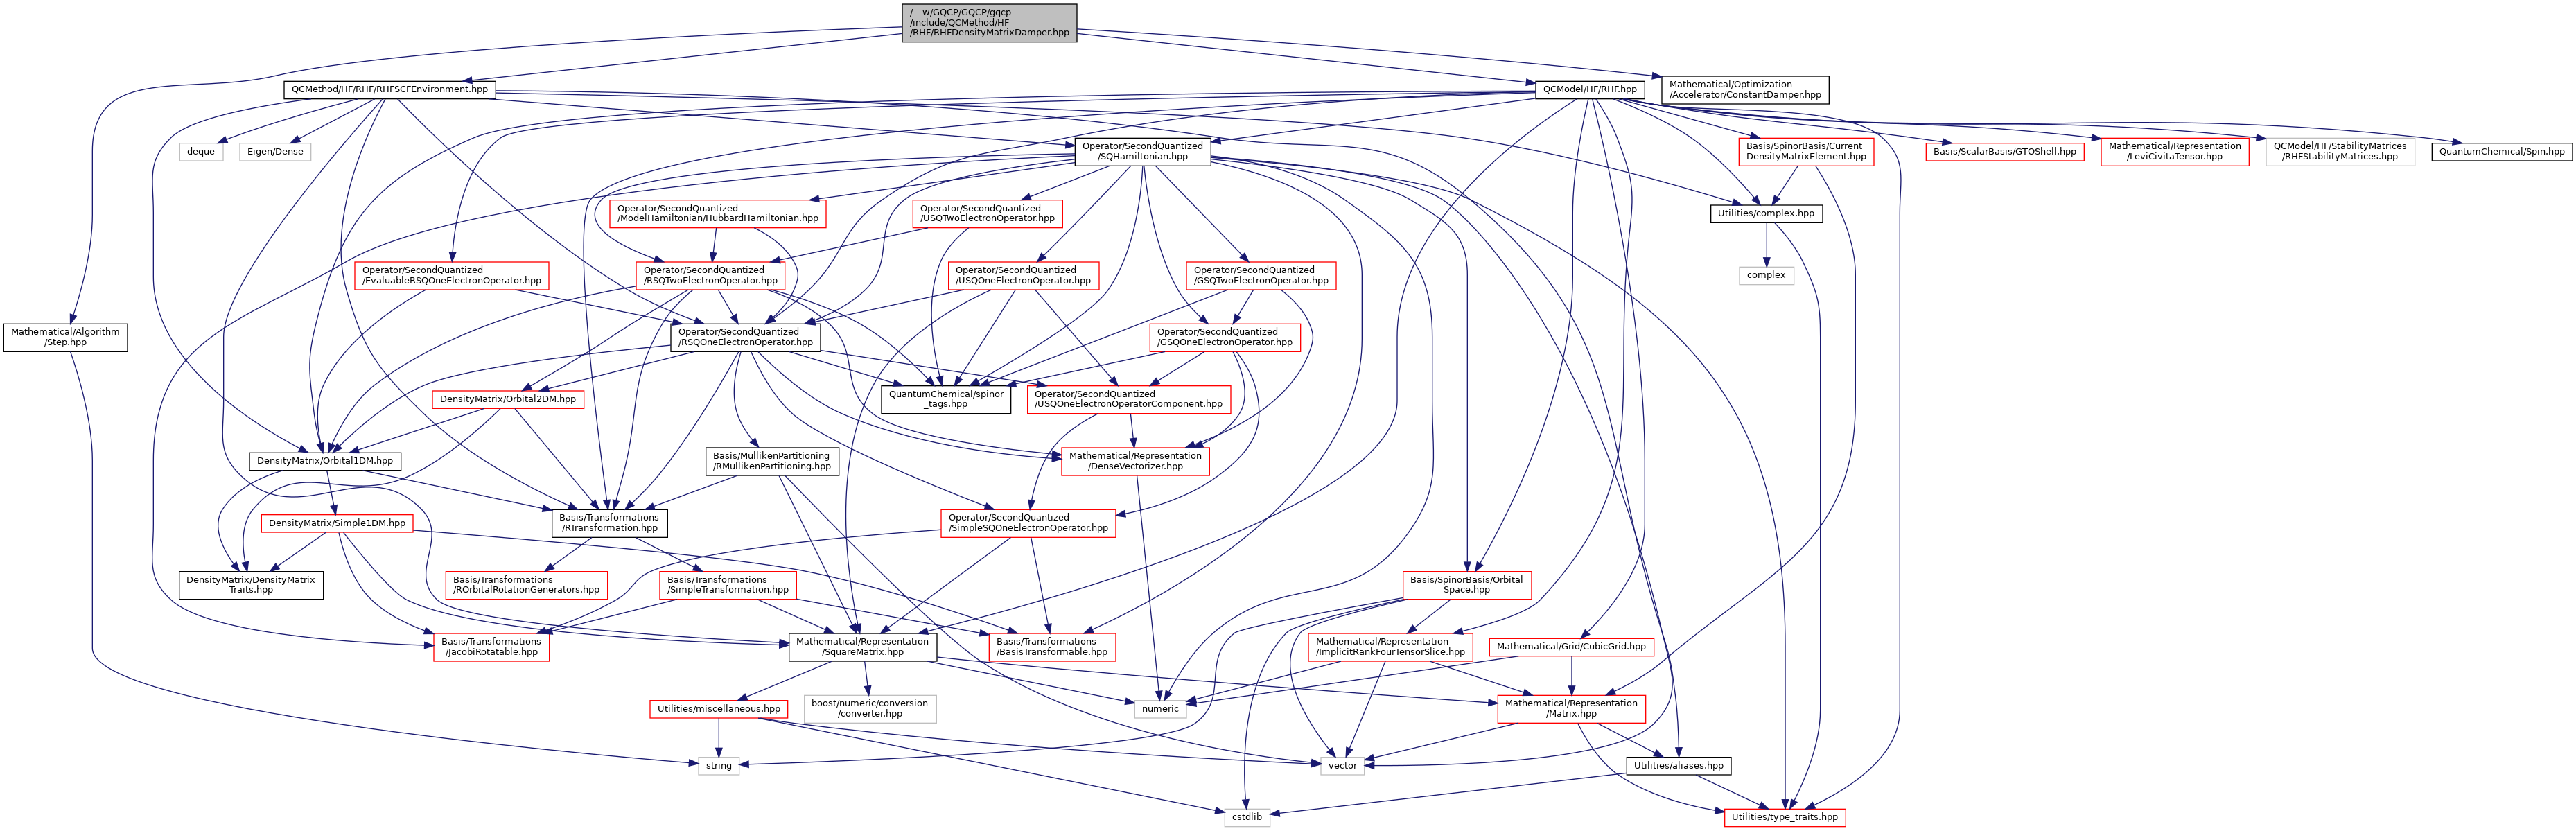 /__w/GQCP/GQCP/gqcp
/include/QCMethod/HF
/RHF/RHFDensityMatrixDamper.hpp
QCMethod/HF/RHF/RHFSCFEnvironment.hpp
QCModel/HF/RHF.hpp
Mathematical/Optimization
/Accelerator/ConstantDamper.hpp
deque
Eigen/Dense
Operator/SecondQuantized
/SQHamiltonian.hpp
Basis/SpinorBasis/Current
DensityMatrixElement.hpp
Basis/ScalarBasis/GTOShell.hpp
Mathematical/Representation
/LeviCivitaTensor.hpp
QCModel/HF/StabilityMatrices
/RHFStabilityMatrices.hpp
QuantumChemical/Spin.hpp
Operator/SecondQuantized
/ModelHamiltonian/HubbardHamiltonian.hpp
Operator/SecondQuantized
/USQTwoElectronOperator.hpp
Utilities/complex.hpp
Operator/SecondQuantized
/EvaluableRSQOneElectronOperator.hpp
Operator/SecondQuantized
/RSQTwoElectronOperator.hpp
Operator/SecondQuantized
/USQOneElectronOperator.hpp
Operator/SecondQuantized
/GSQTwoElectronOperator.hpp
complex
Mathematical/Algorithm
/Step.hpp
Operator/SecondQuantized
/RSQOneElectronOperator.hpp
Operator/SecondQuantized
/GSQOneElectronOperator.hpp
DensityMatrix/Orbital2DM.hpp
QuantumChemical/spinor
_tags.hpp
Operator/SecondQuantized
/USQOneElectronOperatorComponent.hpp
DensityMatrix/Orbital1DM.hpp
Basis/MullikenPartitioning
/RMullikenPartitioning.hpp
Mathematical/Representation
/DenseVectorizer.hpp
DensityMatrix/Simple1DM.hpp
Basis/Transformations
/RTransformation.hpp
Operator/SecondQuantized
/SimpleSQOneElectronOperator.hpp
DensityMatrix/DensityMatrix
Traits.hpp
Basis/Transformations
/ROrbitalRotationGenerators.hpp
Basis/Transformations
/SimpleTransformation.hpp
Basis/SpinorBasis/Orbital
Space.hpp
Basis/Transformations
/JacobiRotatable.hpp
Mathematical/Representation
/SquareMatrix.hpp
Basis/Transformations
/BasisTransformable.hpp
Mathematical/Representation
/ImplicitRankFourTensorSlice.hpp
Mathematical/Grid/CubicGrid.hpp
Utilities/miscellaneous.hpp
boost/numeric/conversion
/converter.hpp
numeric
Mathematical/Representation
/Matrix.hpp
string
vector
Utilities/aliases.hpp
cstdlib
Utilities/type_traits.hpp